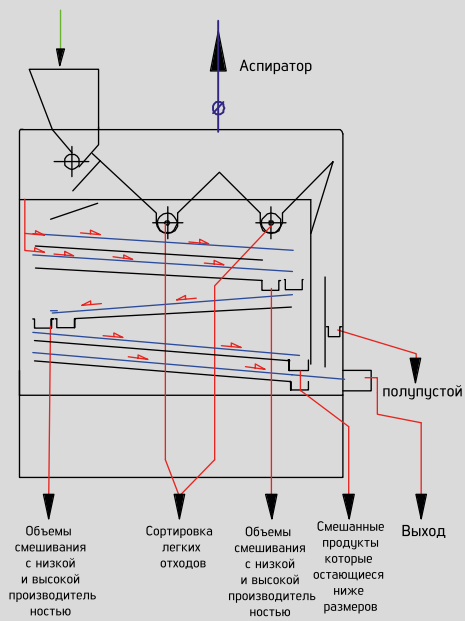 Аспиратор
полупустой
Объемы
смешивания
с низкой
и высокой
производитель
ностью
Сортировка
легких
отходов
Объемы
смешивания
с низкой
и высокой
производитель
ностью
Смешанные
продукты
которые
остающиеся
ниже
размеров
Выход